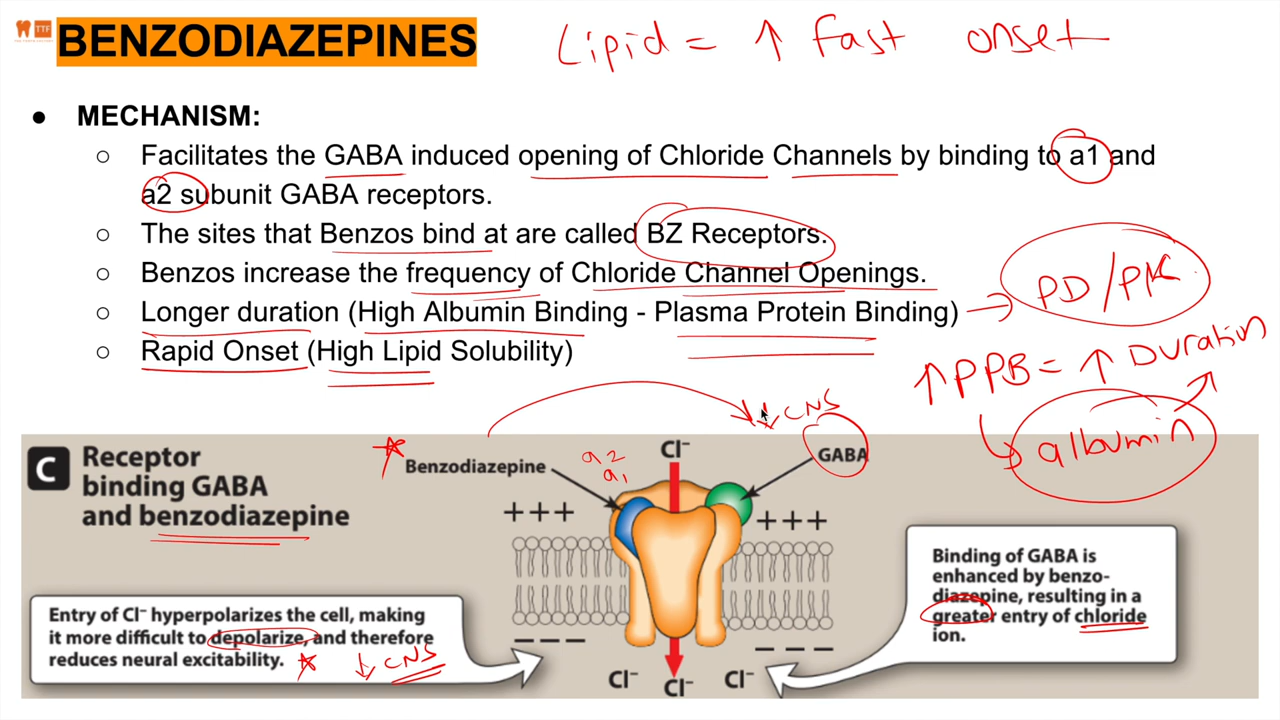 TTF
BENZODIAZEPINES
Lipid = ↑ fast onset
● MECHANISM:
○ Facilitates the GABA induced opening of Chloride Channels by binding to a1 and
a2 subunit GABA receptors.
○ The sites that Benzos bind at are called BZ Receptors.
○ Benzos increase the frequency of Chloride Channel Openings.
○ Longer duration (High Albumin Binding - Plasma Protein Binding)
○ Rapid Onset (High Lipid Solubility)
→ PD/PK
↑ PPB = ↑ Duration
albumin
C Receptor
binding GABA
and benzodiazepine
Benzodiazepine
a2
a1
Cl⁻
↓↓ CNS
GABA
+++
+++
Entry of Cl⁻ hyperpolarizes the cell, making
it more difficult to depolarize, and therefore
reduces neural excitability.
↓ CNS
Binding of GABA is
enhanced by benzo-
diazepine, resulting in a
greater entry of chloride
ion.
– – –
– – –
Cl⁻ Cl⁻ Cl⁻